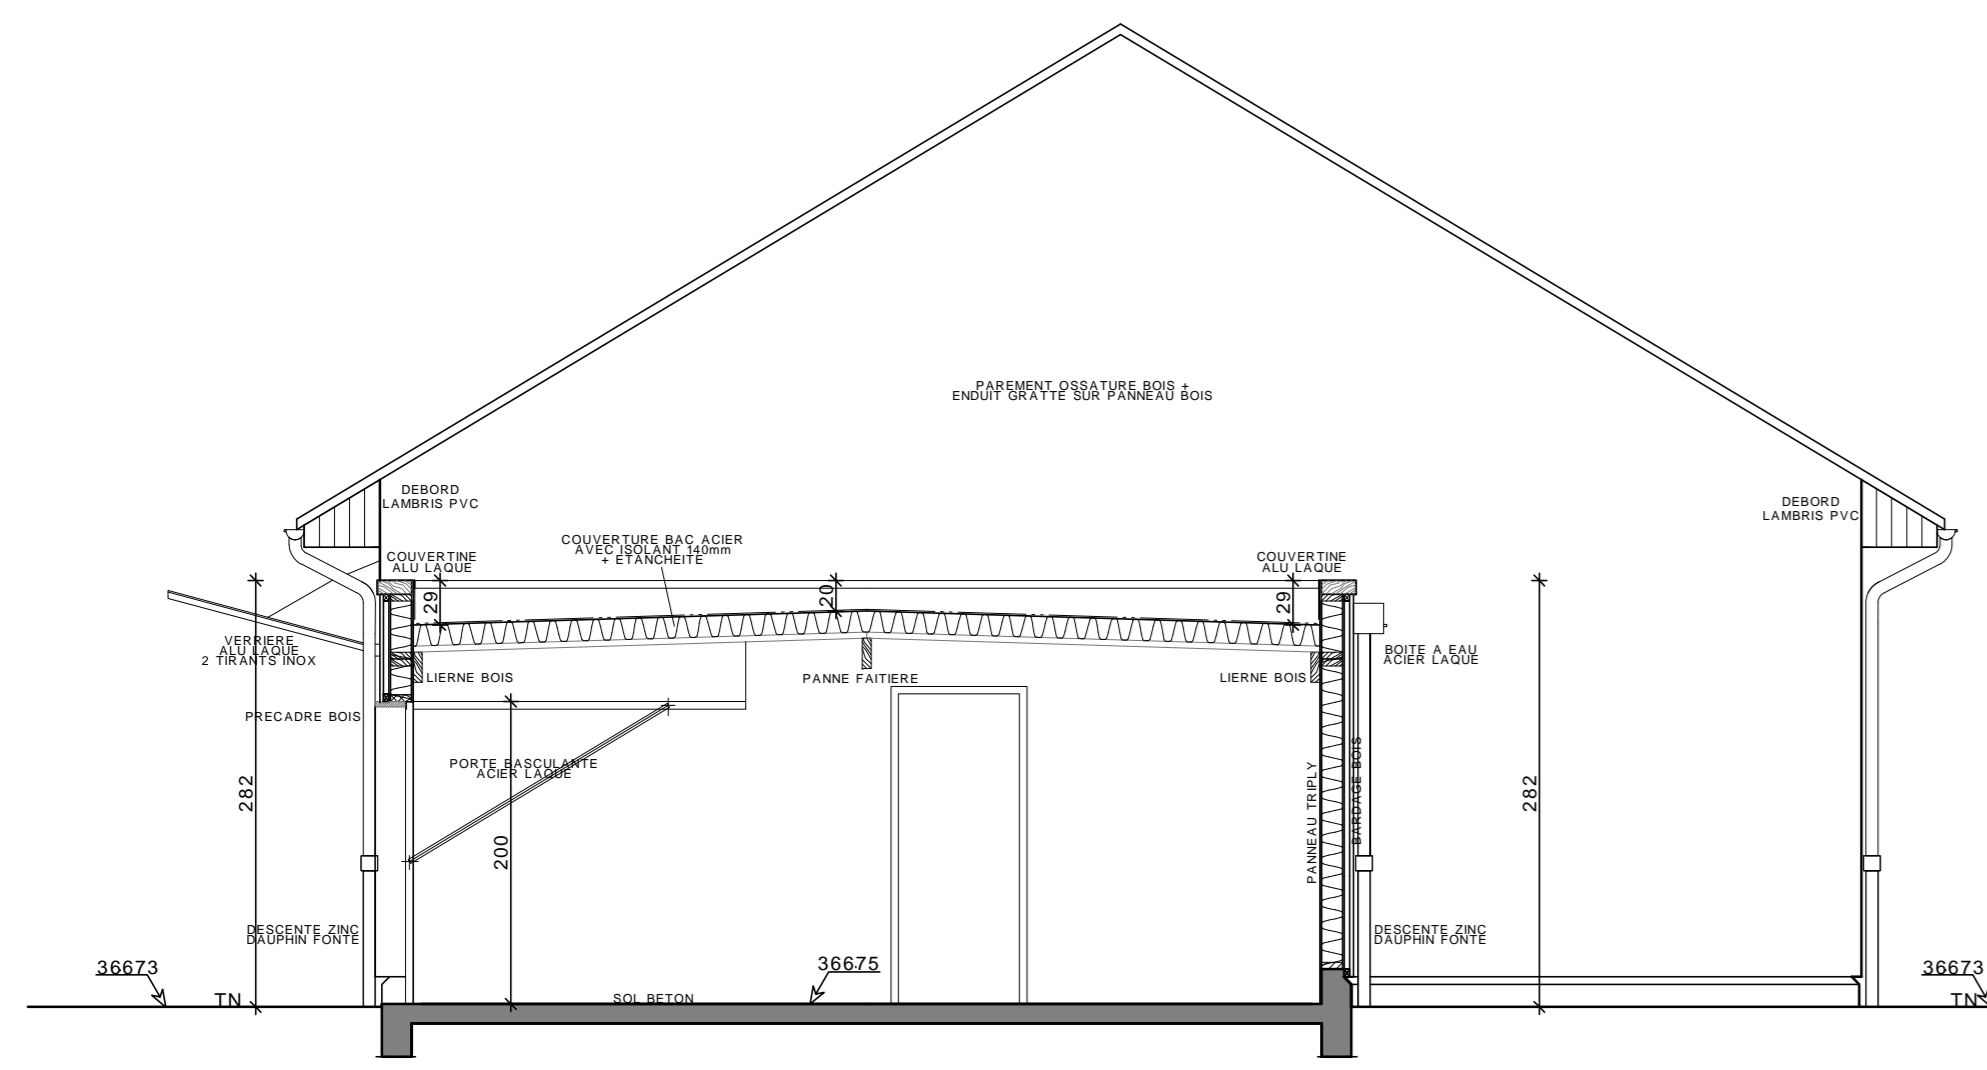 PAREMENT OSSATURE BOIS +
ENDUIT GRATTE SUR PANNEAU BOIS
DEBORD
LAMBRIS PVC
DEBORD
LAMBRIS PVC
COUVERTURE BAC ACIER
AVEC ISOLANT 140mm
+ ETANCHEITE
COUVERTINE
ALU LAQUE
COUVERTINE
ALU LAQUE
29
20
29
VERRIERE
ALU LAQUE
2 TIRANTS INOX
BOITE A EAU
ACIER LAQUE
LIERNE BOIS
PANNE FAITIERE
LIERNE BOIS
PRECADRE BOIS
PORTE BASCULANTE
ACIER LAQUE
282
200
PANNEAU TRIPLY
BARDAGE BOIS
282
DESCENTE ZINC
DAUPHIN FONTE
DESCENTE ZINC
DAUPHIN FONTE
36673
TN
SOL BETON
36675
36673
TN